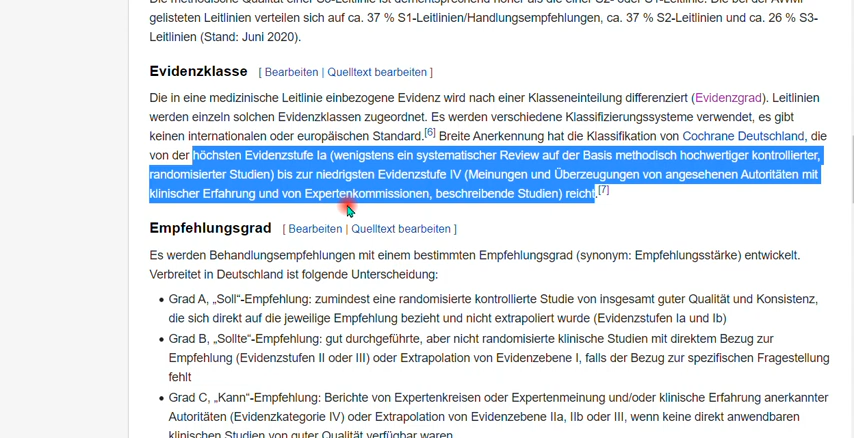 Die methodische Qualität einer S3-Leitlinie ist dementsprechend höher als die einer S2- oder S1-Leitlinie. Die bei der AWMF
gelisteten Leitlinien verteilen sich auf ca. 37 % S1-Leitlinien/Handlungsempfehlungen, ca. 37 % S2-Leitlinien und ca. 26 % S3-
Leitlinien (Stand: Juni 2020).
Evidenzklasse [ Bearbeiten | Quelltext bearbeiten ]
Die in eine medizinische Leitlinie einbezogene Evidenz wird nach einer Klasseneinteilung differenziert (Evidenzgrad). Leitlinien
werden einzeln solchen Evidenzklassen zugeordnet. Es werden verschiedene Klassifizierungssysteme verwendet, es gibt
keinen internationalen oder europäischen Standard.[6] Breite Anerkennung hat die Klassifikation von Cochrane Deutschland, die
von der höchsten Evidenzstufe Ia (wenigstens ein systematischer Review auf der Basis methodisch hochwertiger kontrollierter,
randomisierter Studien) bis zur niedrigsten Evidenzstufe IV (Meinungen und Überzeugungen von angesehenen Autoritäten mit
klinischer Erfahrung und von Expertenkommissionen, beschreibende Studien) reicht.[7]
Empfehlungsgrad [ Bearbeiten | Quelltext bearbeiten ]
Es werden Behandlungsempfehlungen mit einem bestimmten Empfehlungsgrad (synonym: Empfehlungsstärke) entwickelt.
Verbreitet in Deutschland ist folgende Unterscheidung:
• Grad A, „Soll“-Empfehlung: zumindest eine randomisierte kontrollierte Studie von insgesamt guter Qualität und Konsistenz,
die sich direkt auf die jeweilige Empfehlung bezieht und nicht extrapoliert wurde (Evidenzstufen Ia und Ib)
• Grad B, „Sollte“-Empfehlung: gut durchgeführte, aber nicht randomisierte klinische Studien mit direktem Bezug zur
Empfehlung (Evidenzstufen II oder III) oder Extrapolation von Evidenzebene I, falls der Bezug zur spezifischen Fragestellung
fehlt
• Grad C, „Kann“-Empfehlung: Berichte von Expertenkreisen oder Expertenmeinung und/oder klinische Erfahrung anerkannter
Autoritäten (Evidenzkategorie IV) oder Extrapolation von Evidenzebene IIa, IIb oder III, wenn keine direkt anwendbaren
klinischen Studien von guter Qualität verfügbar waren